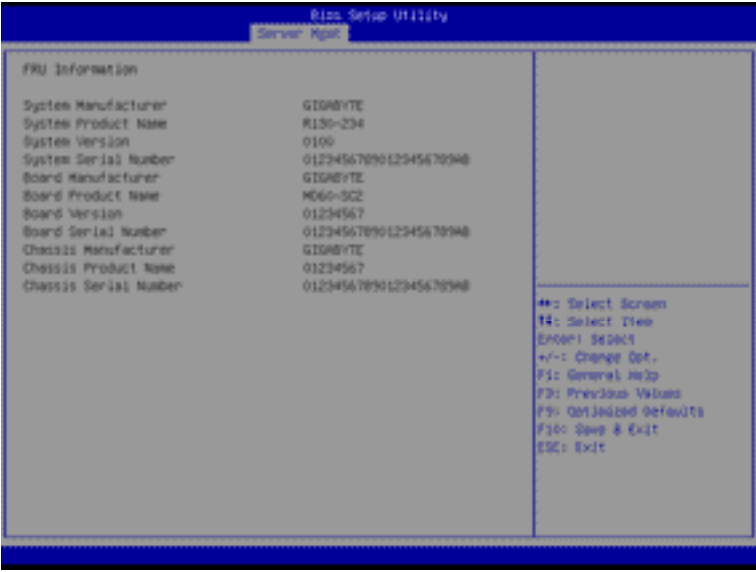 Bios Setup Utility
Server Mgmt
FRU Information
System Manufacturer GIGABYTE
System Product Name R130-234
System Version 0100
System Serial Number 01234567890123456789AB
Board Manufacturer GIGABYTE
Board Product Name MD60-SC2
Board Version 01234567
Board Serial Number 01234567890123456789AB
Chassis Manufacturer GIGABYTE
Chassis Product Name 01234567
Chassis Serial Number 01234567890123456789AB
↔: Select Screen
↑↓: Select Item
Enter: Select
+/-: Change Opt.
F1: General Help
F3: Previous Values
F9: Optimized Defaults
F10: Save & Exit
ESC: Exit